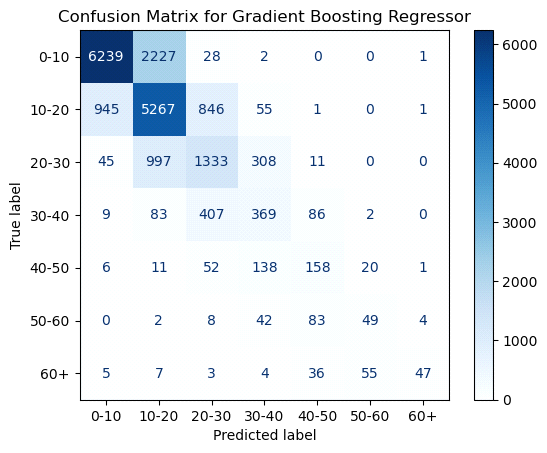 Confusion Matrix for Gradient Boosting Regressor
0-10 6239 2227 28 2 0 0 1
10-20 945 5267 846 55 1 0 1
20-30 45 997 1333 308 11 0 0
30-40 9 83 407 369 86 2 0
40-50 6 11 52 138 158 20 1
50-60 0 2 8 42 83 49 4
60+ 5 7 3 4 36 55 47
0-10 10-20 20-30 30-40 40-50 50-60 60+
Predicted label
True label
6000
5000
4000
3000
2000
1000
0